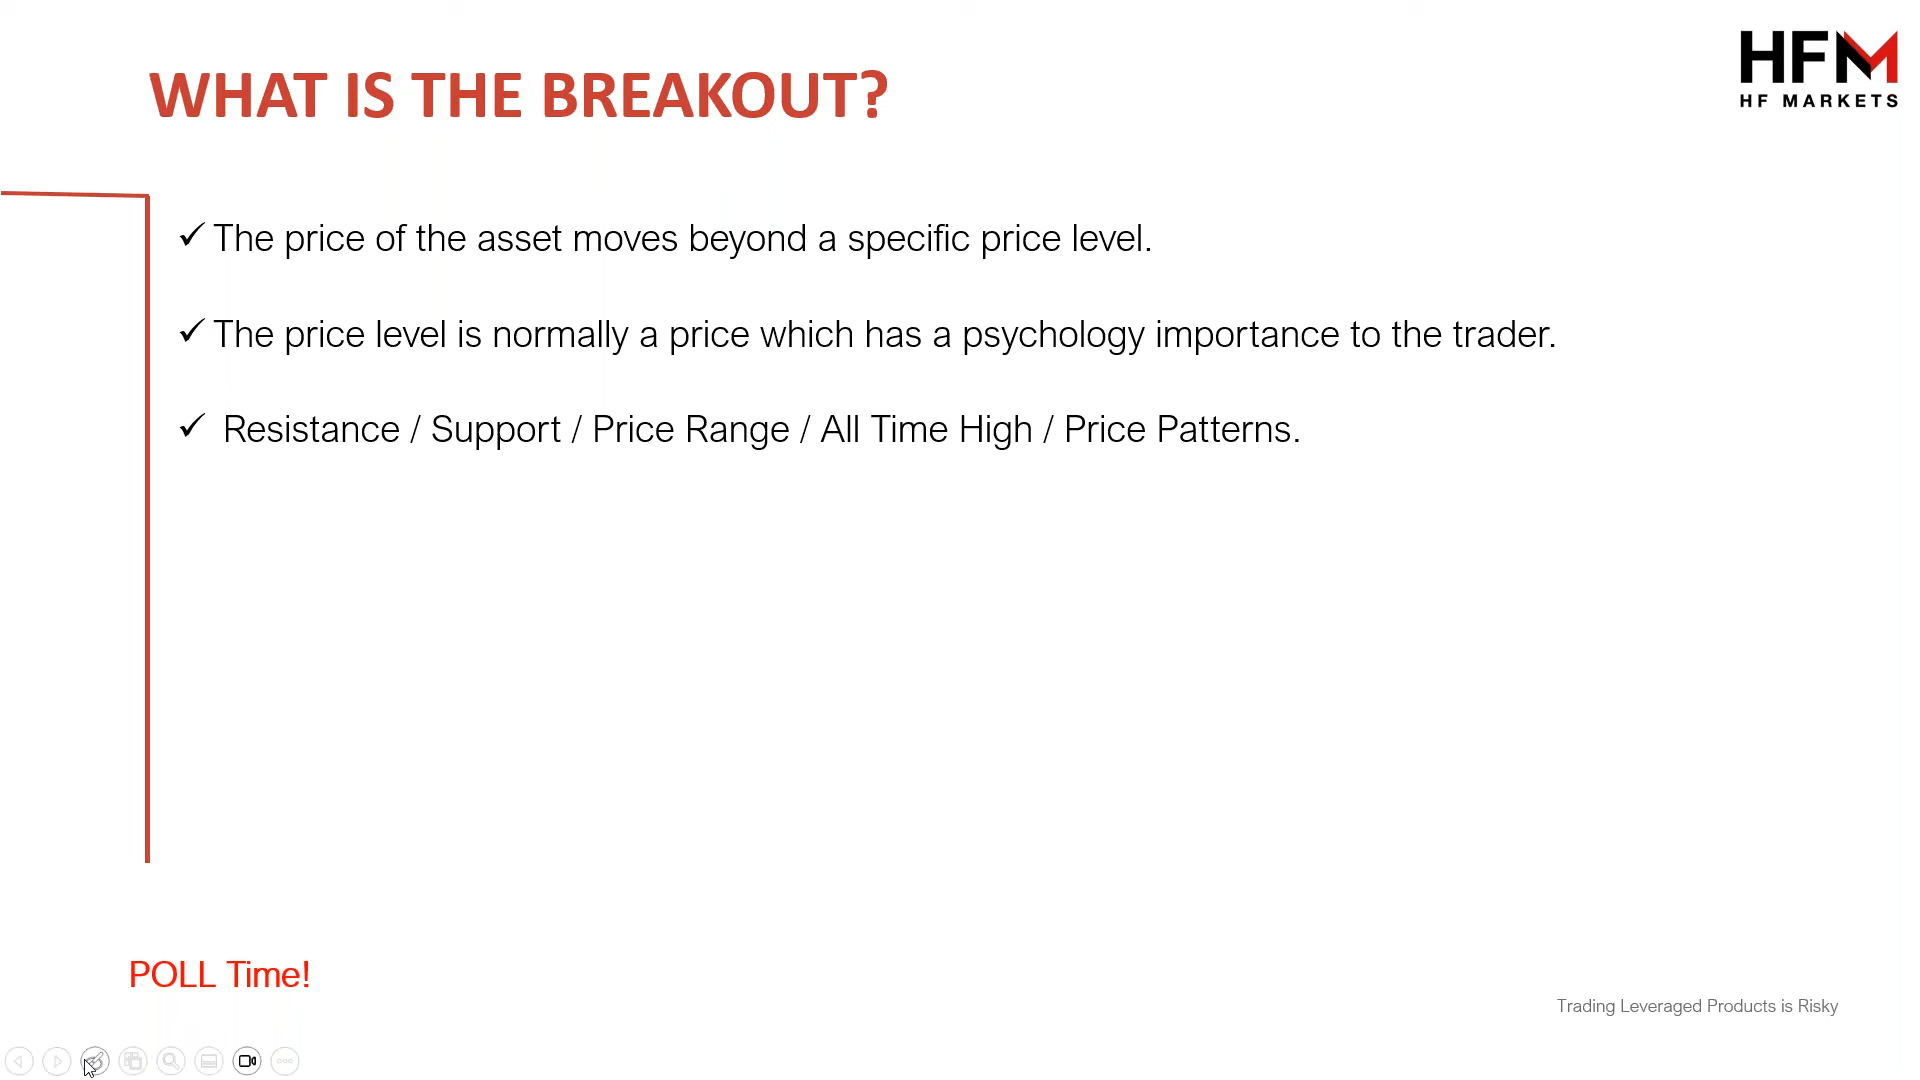 WHAT IS THE BREAKOUT?
HFM
HF MARKETS
✓ The price of the asset moves beyond a specific price level.
✓ The price level is normally a price which has a psychology importance to the trader.
✓ Resistance / Support / Price Range / All Time High / Price Patterns.
POLL Time!
Trading Leveraged Products is Risky